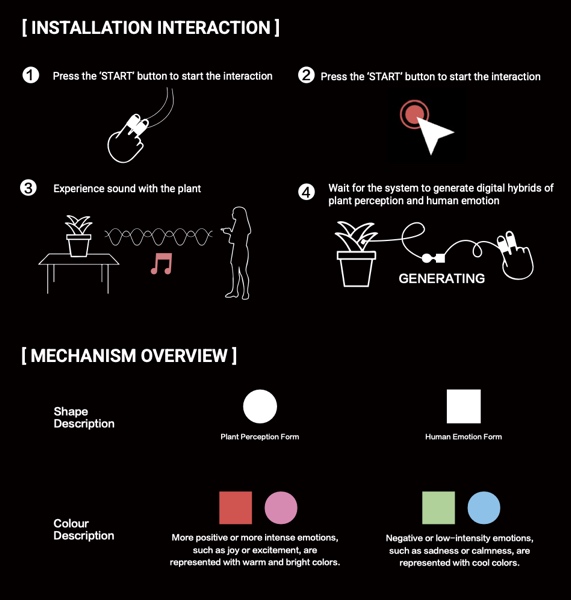 [ INSTALLATION INTERACTION ]
1 Press the ‘START’ button to start the interaction
2 Press the ‘START’ button to start the interaction
3 Experience sound with the plant
4 Wait for the system to generate digital hybrids of
plant perception and human emotion
GENERATING
[ MECHANISM OVERVIEW ]
Shape
Description
Plant Perception Form
Human Emotion Form
Colour
Description
More positive or more intense emotions,
such as joy or excitement, are
represented with warm and bright colors.
Negative or low-intensity emotions,
such as sadness or calmness, are
represented with cool colors.